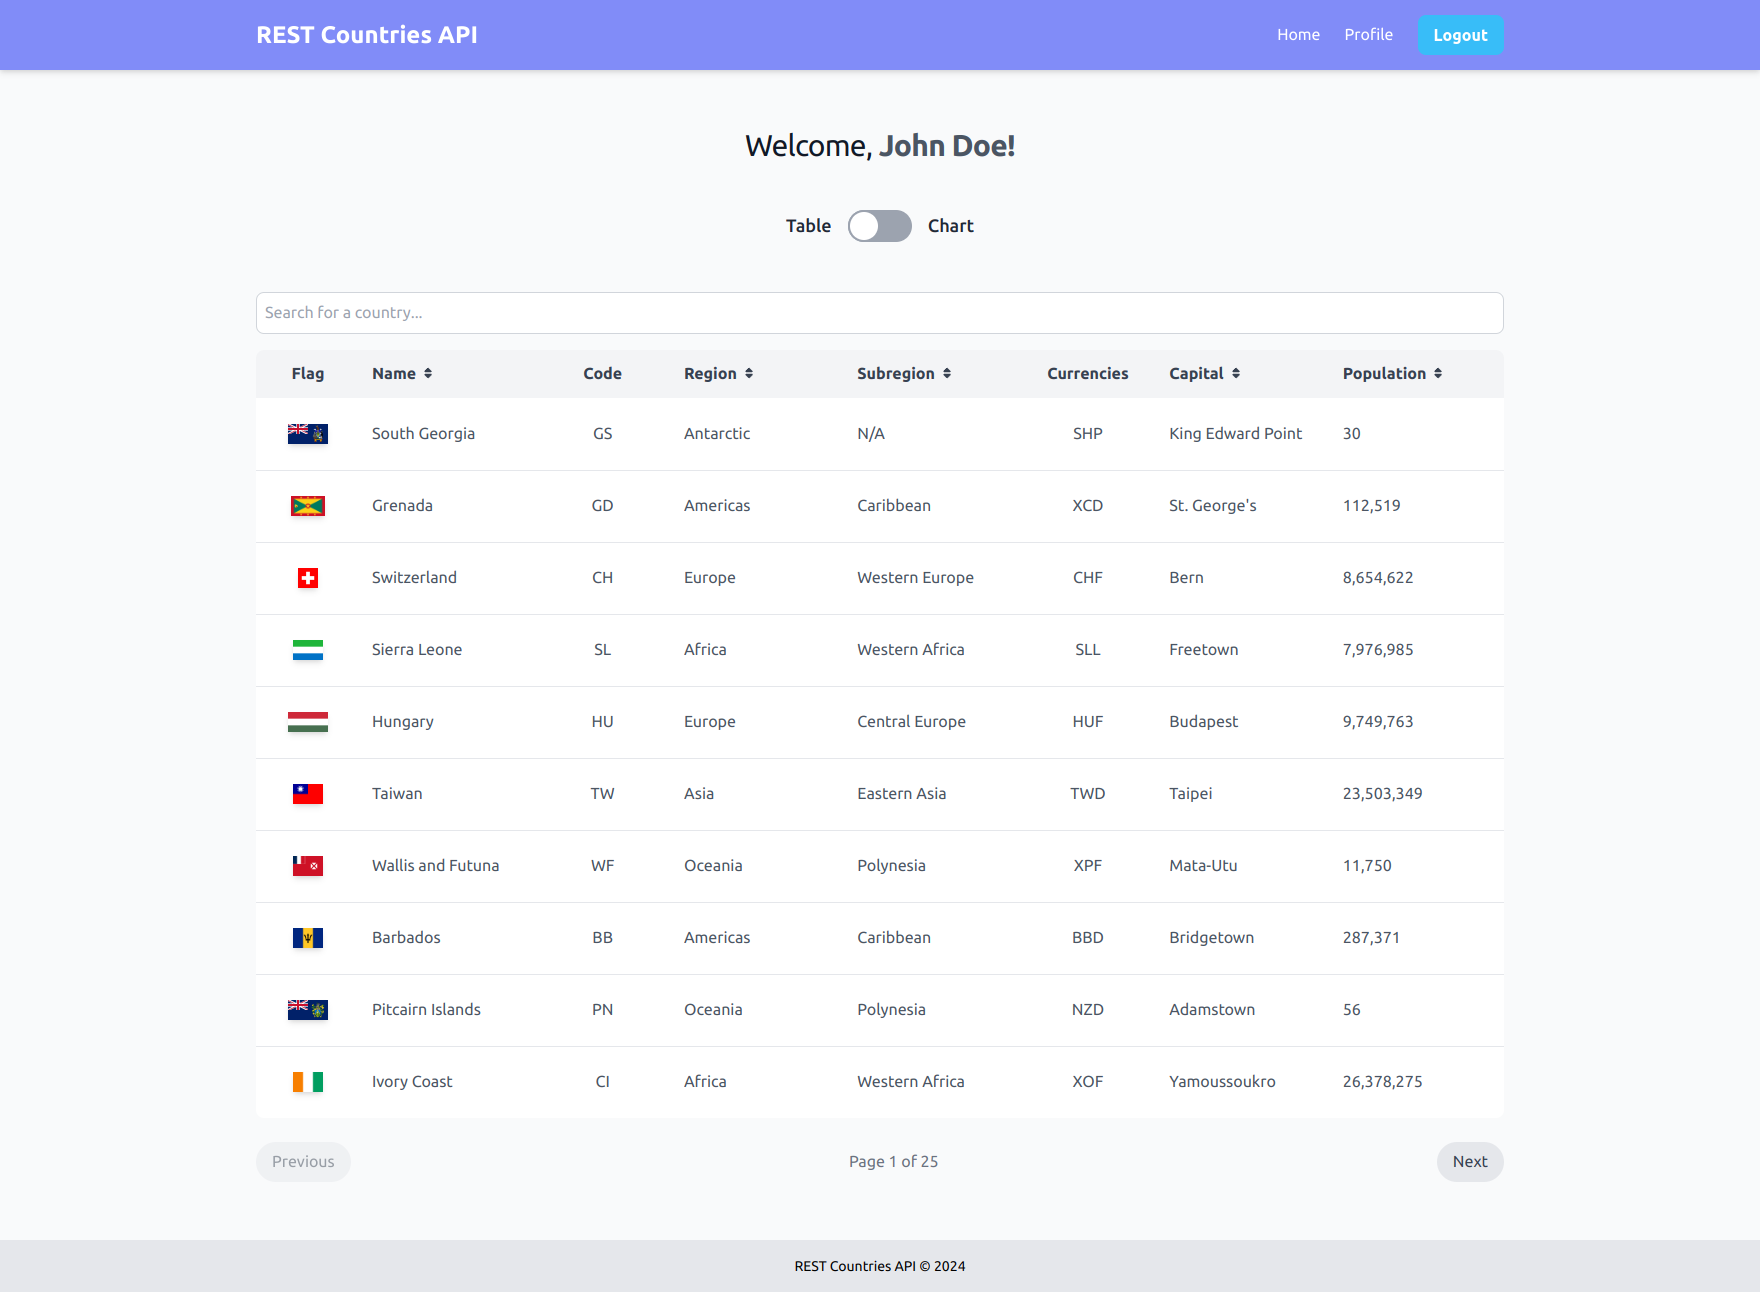 REST Countries API Home Profile Logout
Welcome, John Doe!
Table Chart
Search for a country...
Flag Name Code Region Subregion Currencies Capital Population
South Georgia GS Antarctic N/A SHP King Edward Point 30
Grenada GD Americas Caribbean XCD St. George's 112,519
Switzerland CH Europe Western Europe CHF Bern 8,654,622
Sierra Leone SL Africa Western Africa SLL Freetown 7,976,985
Hungary HU Europe Central Europe HUF Budapest 9,749,763
Taiwan TW Asia Eastern Asia TWD Taipei 23,503,349
Wallis and Futuna WF Oceania Polynesia XPF Mata-Utu 11,750
Barbados BB Americas Caribbean BBD Bridgetown 287,371
Pitcairn Islands PN Oceania Polynesia NZD Adamstown 56
Ivory Coast CI Africa Western Africa XOF Yamoussoukro 26,378,275
Previous Page 1 of 25 Next
REST Countries API © 2024